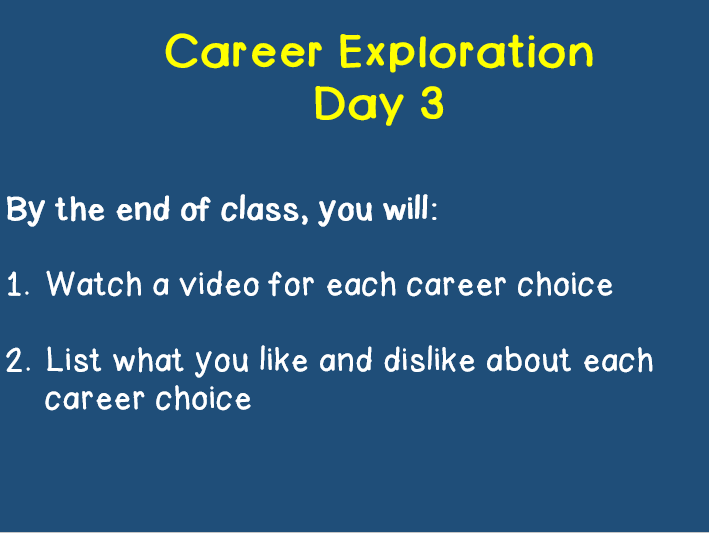 Career Exploration
Day 3
By the end of class, you will:
1. Watch a video for each career choice
2. List what you like and dislike about each
career choice